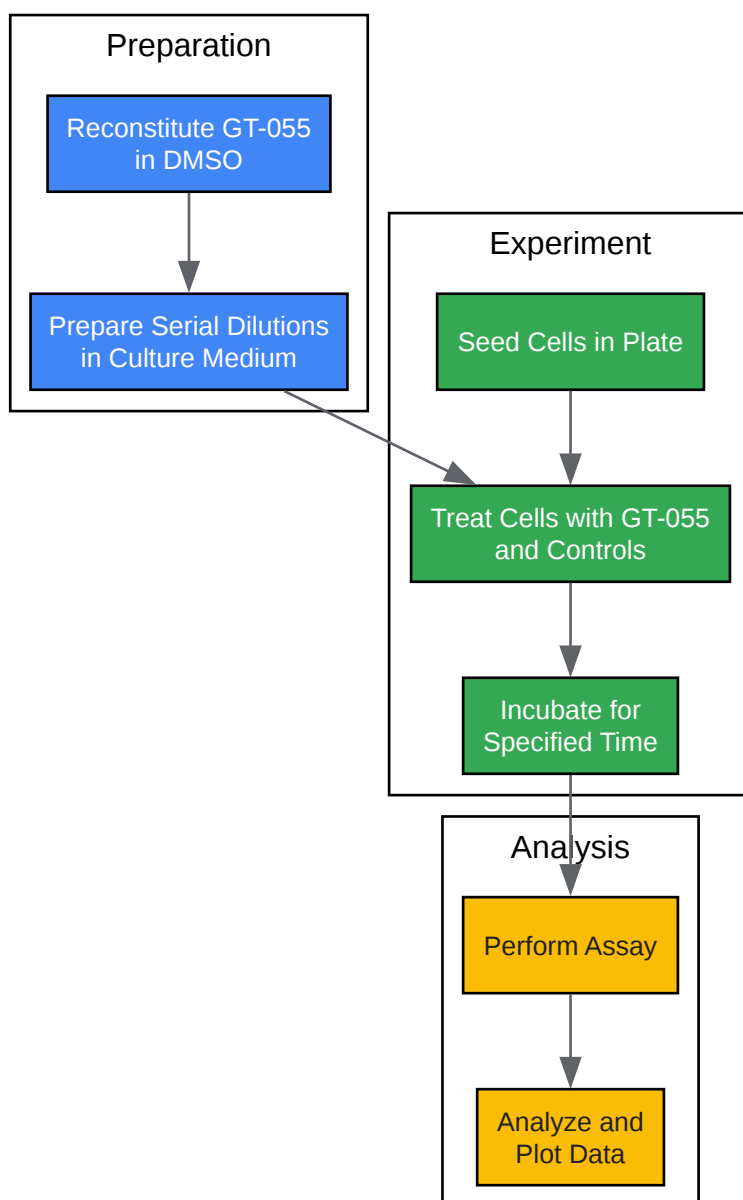 Preparation
Reconstitute GT-055
in DMSO
Prepare Serial Dilutions
in Culture Medium
Experiment
Seed Cells in Plate
Treat Cells with GT-055
and Controls
Incubate for
Specified Time
Analysis
Perform Assay
Analyze and
Plot Data